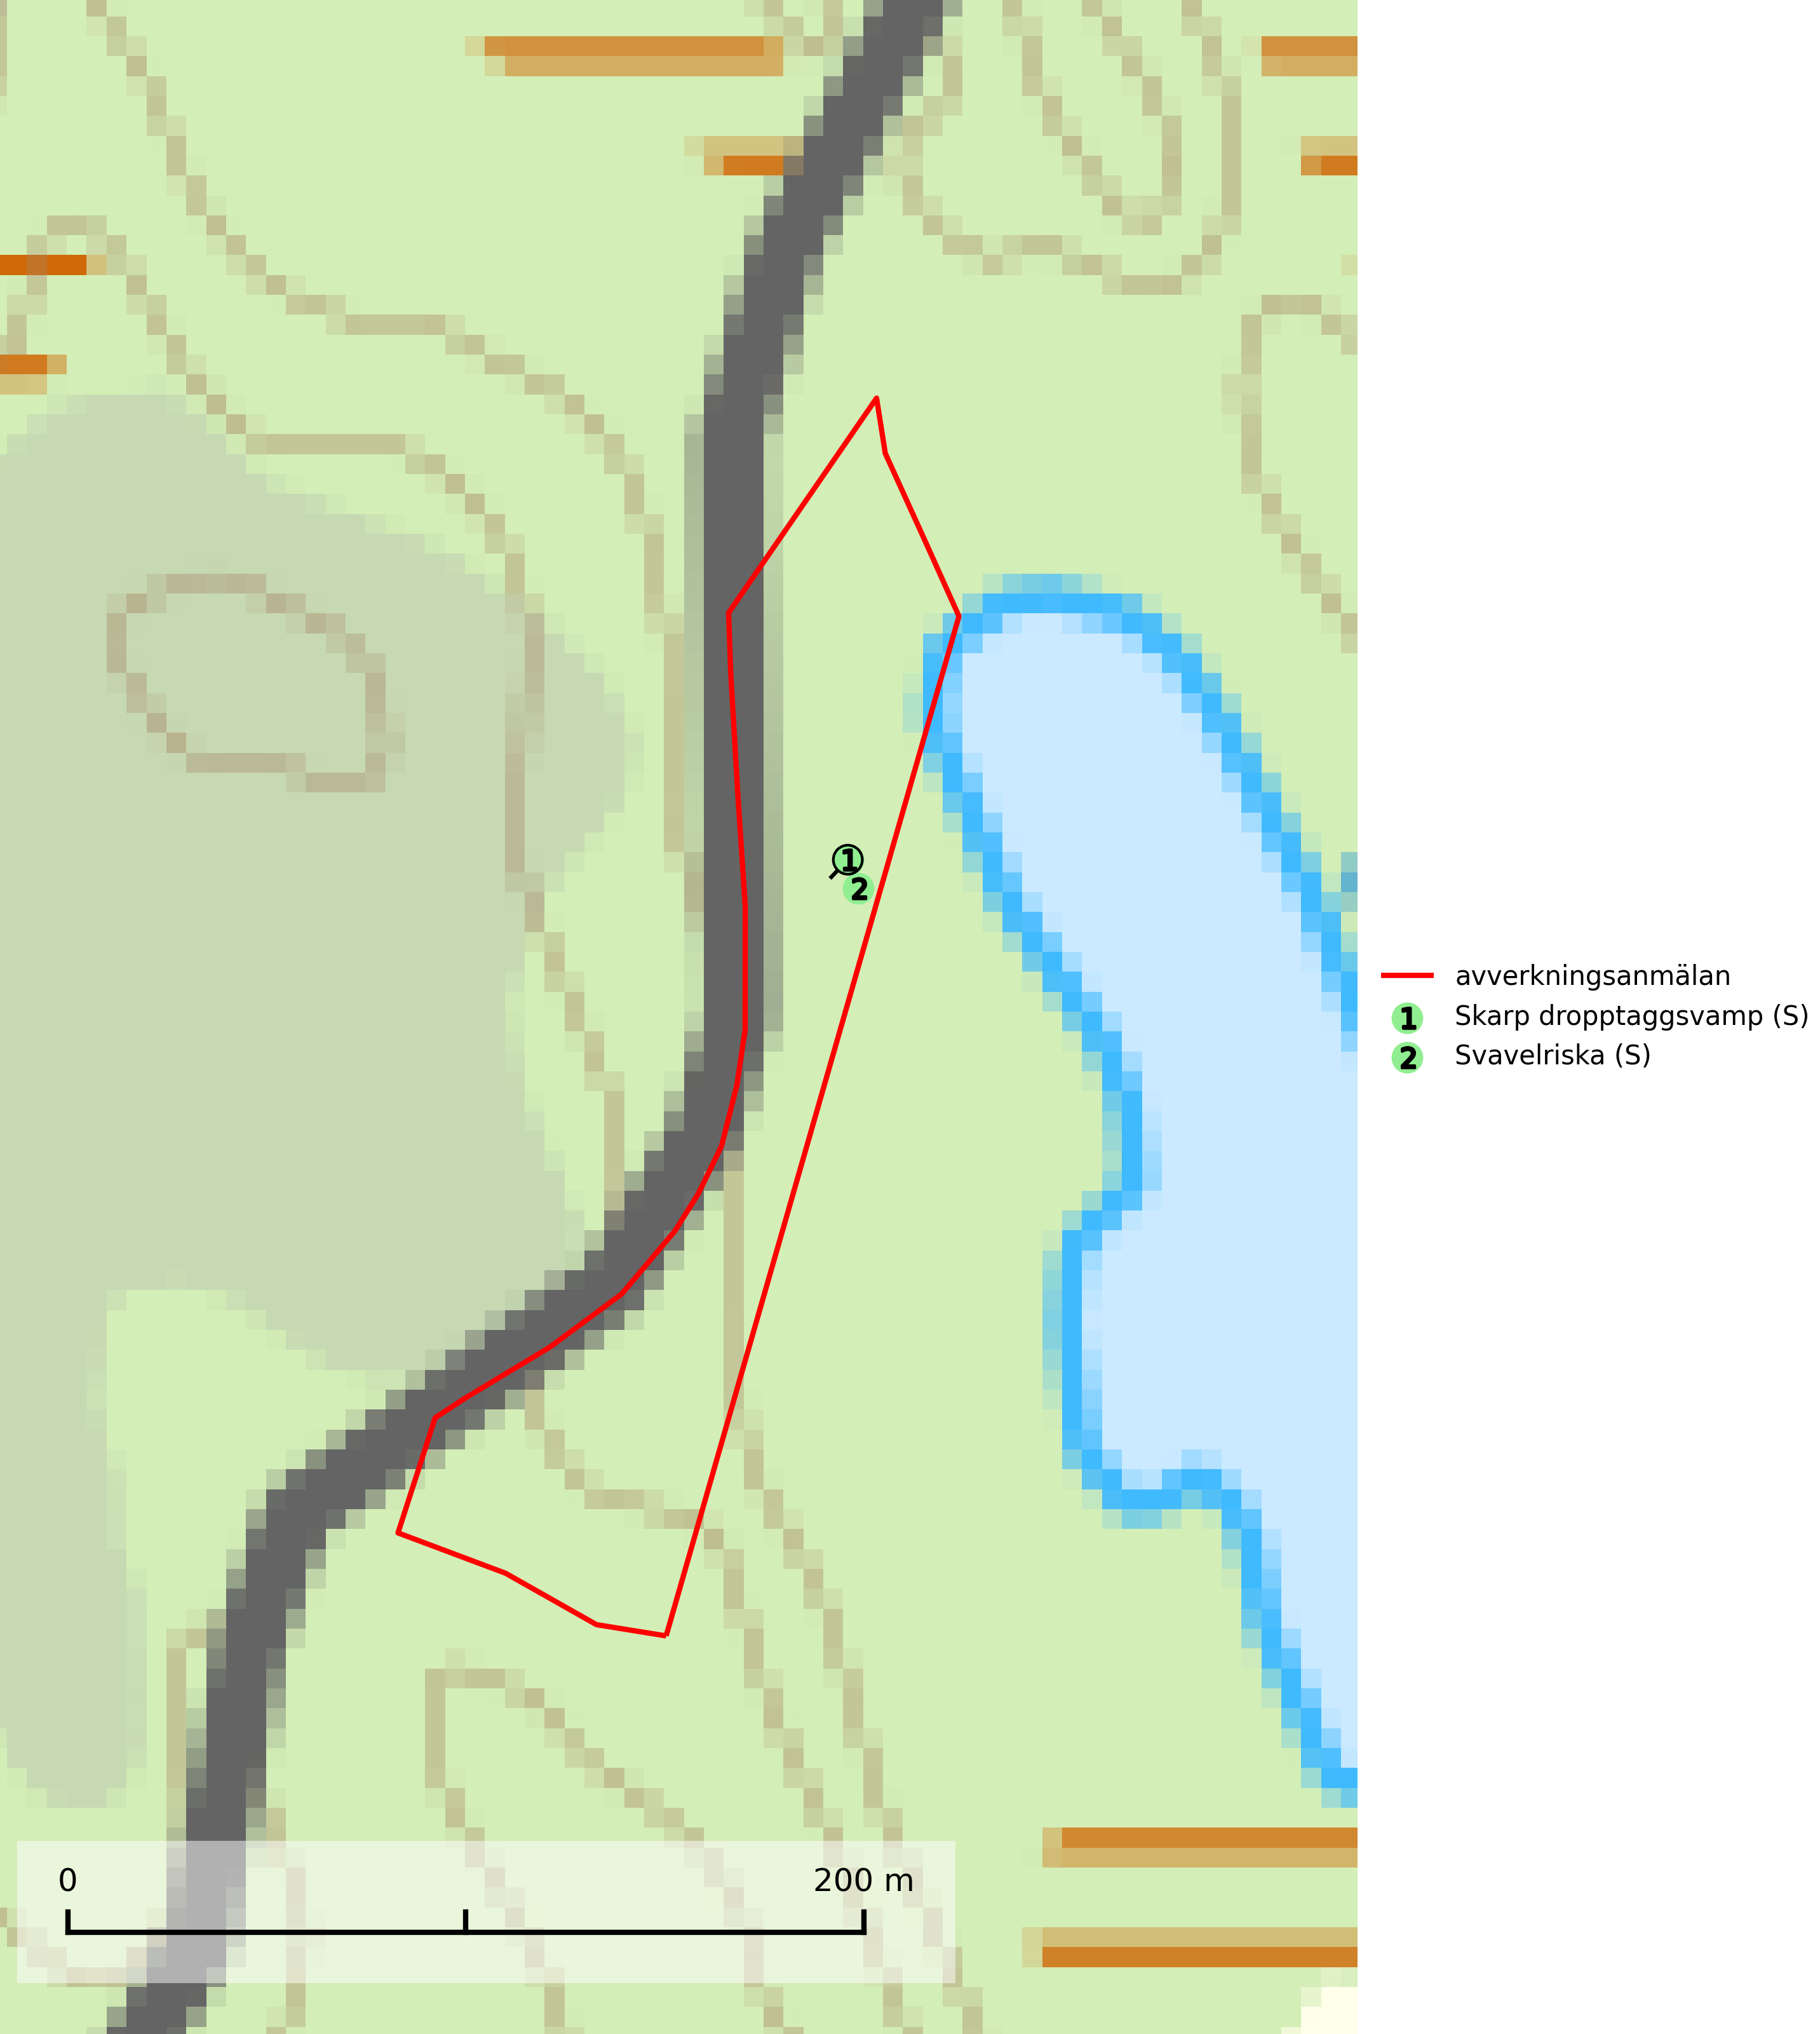 1
2
avverkningsanmälan
1 Skarp dropptaggsvamp (S)
2 Svavelriska (S)
0 200 m